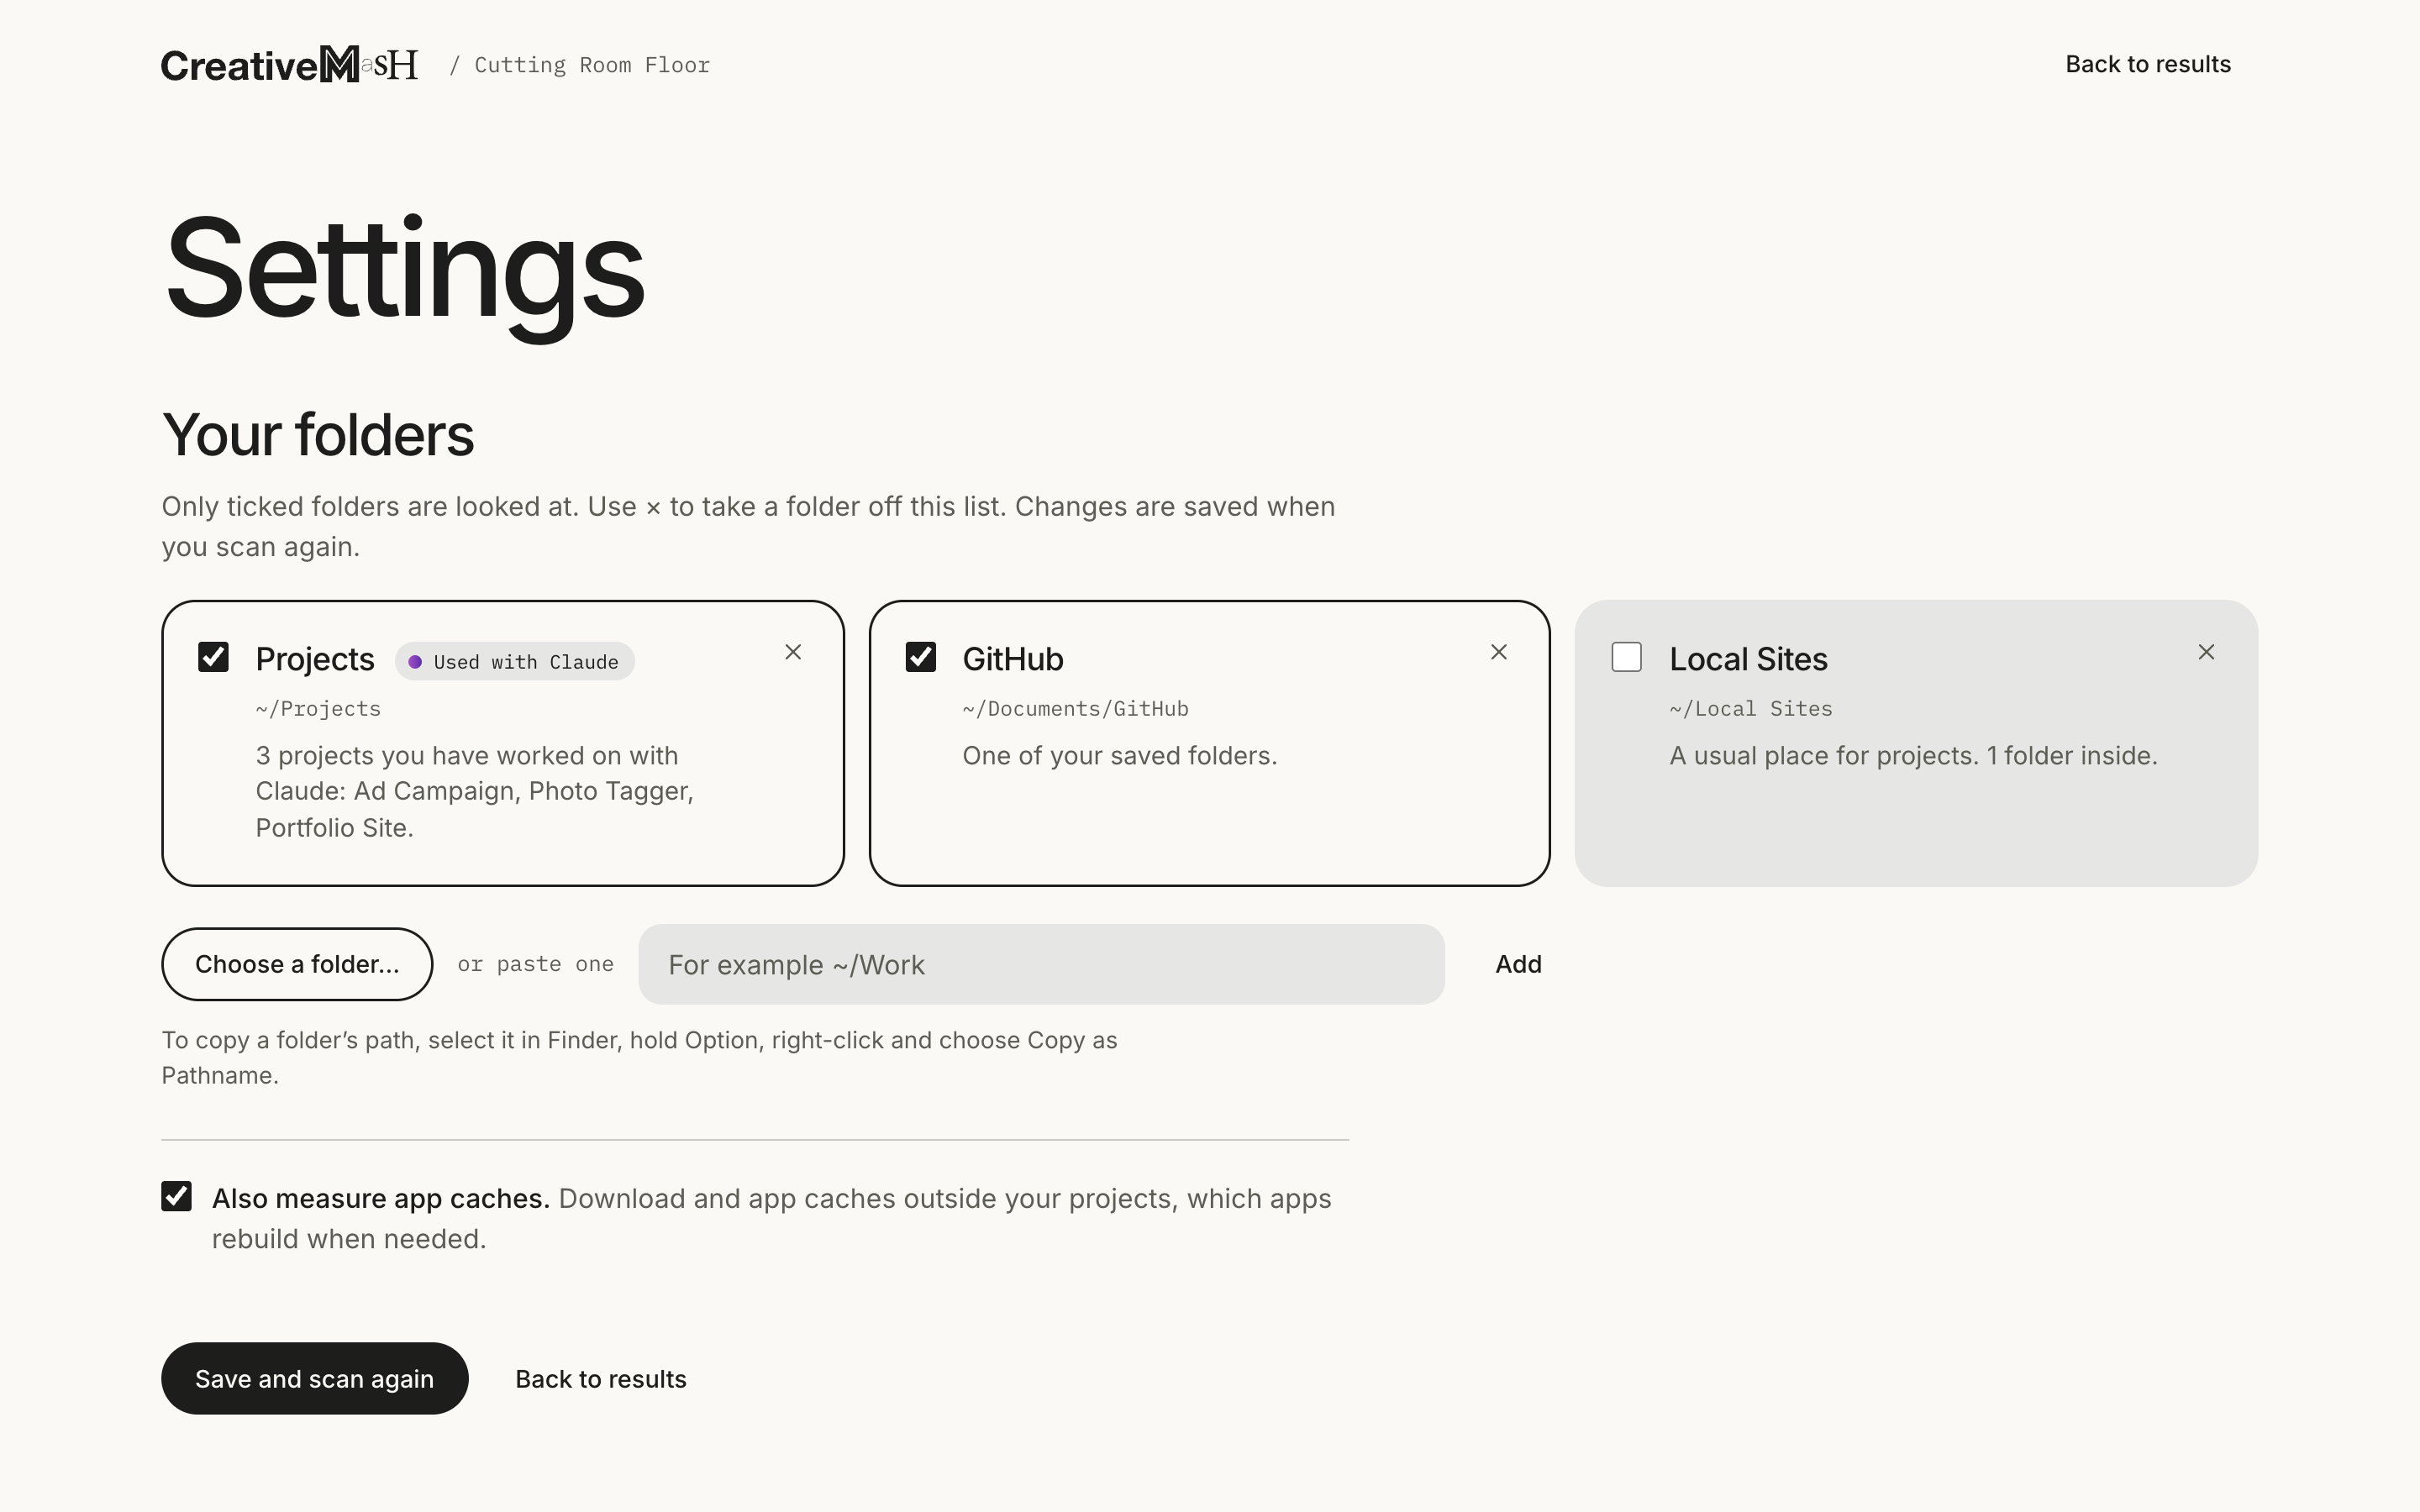 CreativeMasH / Cutting Room Floor
Back to results
Settings
Your folders
Only ticked folders are looked at. Use × to take a folder off this list. Changes are saved when
you scan again.
Projects
Used with Claude
×
~/Projects
3 projects you have worked on with
Claude: Ad Campaign, Photo Tagger,
Portfolio Site.
GitHub
×
~/Documents/GitHub
One of your saved folders.
Local Sites
×
~/Local Sites
A usual place for projects. 1 folder inside.
Choose a folder...
or paste one
For example ~/Work
Add
To copy a folder’s path, select it in Finder, hold Option, right-click and choose Copy as
Pathname.
Also measure app caches. Download and app caches outside your projects, which apps
rebuild when needed.
Save and scan again
Back to results